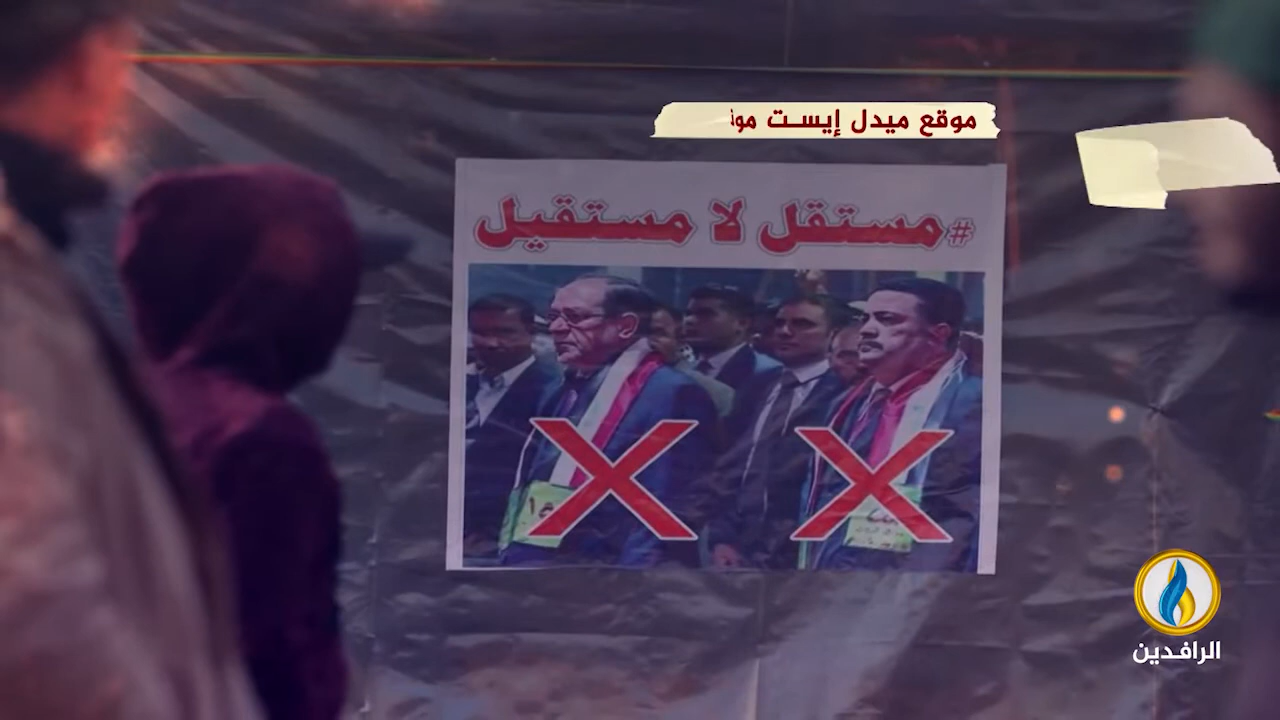 موقع ميدل إيست
#مستقل لا مستقيل
الرافدين